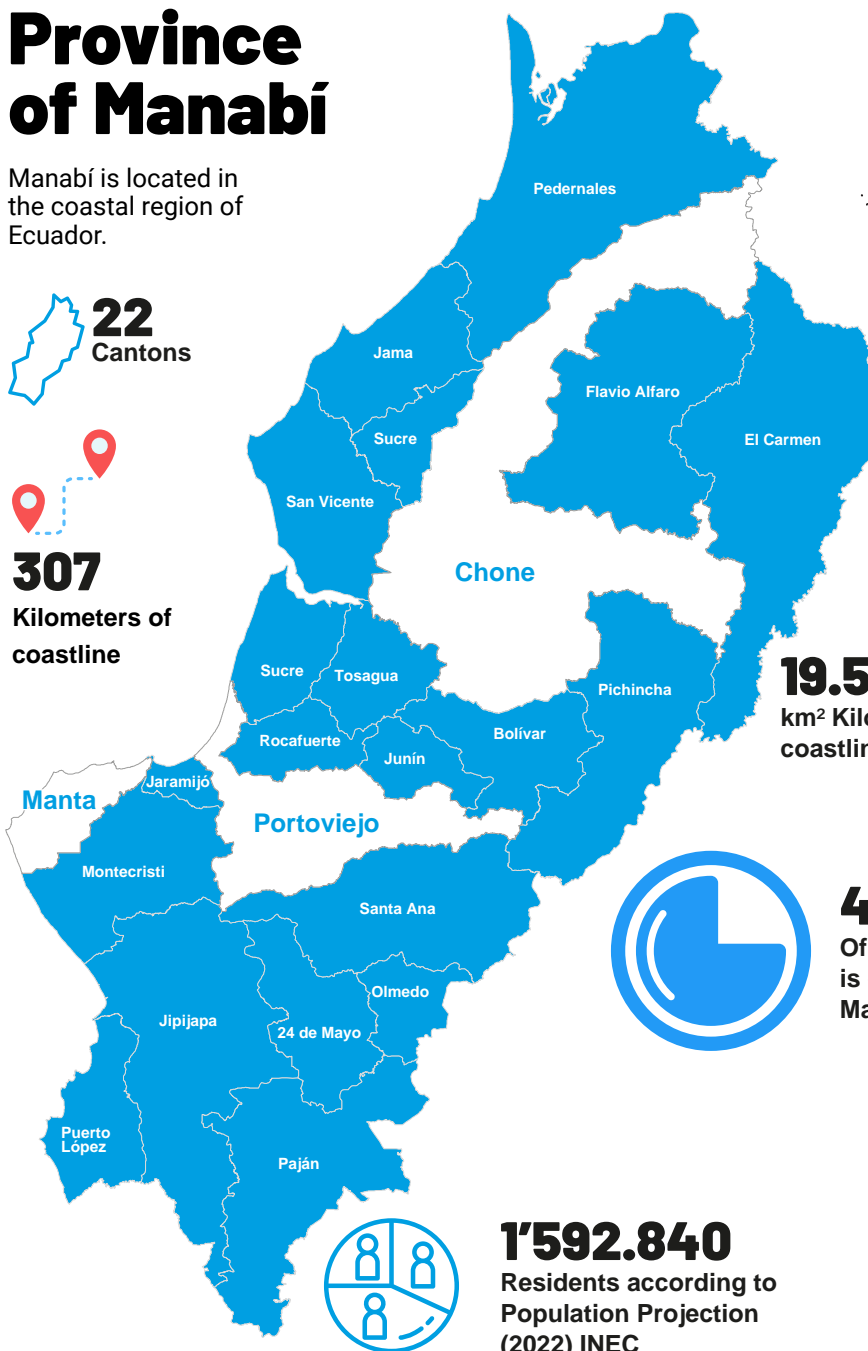 Province
of Manabí
Manabí is located in
the coastal region of
Ecuador.
22
Cantons
307
Kilometers of
coastline
Pedernales
Jama
Flavio Alfaro
Sucre
El Carmen
San Vicente
Chone
Sucre
Tosagua
Pichincha
Rocafuerte
Bolívar
Junín
Jaramijó
Manta
Portoviejo
Montecristi
Santa Ana
Olmedo
Jipijapa
24 de Mayo
Puerto
López
Paján
19.5
km² Kilo
coastlin
4
Of
is
Ma
1’592.840
Residents according to
Population Projection
(2022) INEC